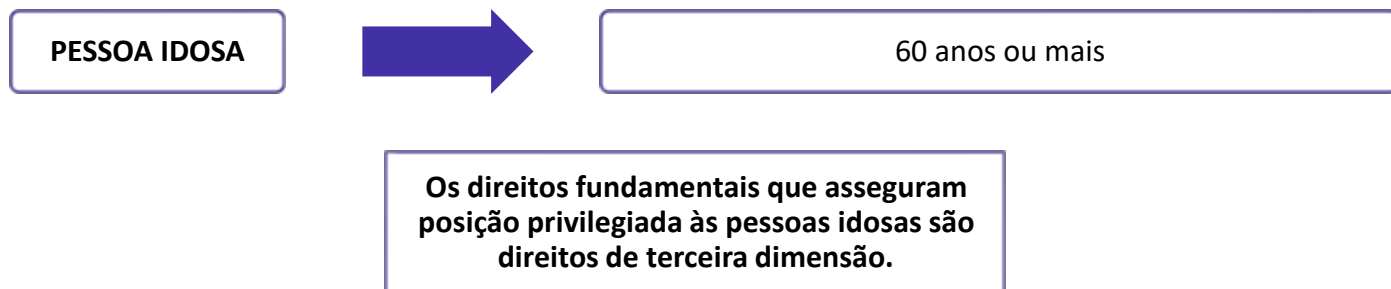 PESSOA IDOSA
60 anos ou mais
Os direitos fundamentais que asseguram
posição privilegiada às pessoas idosas são
direitos de terceira dimensão.